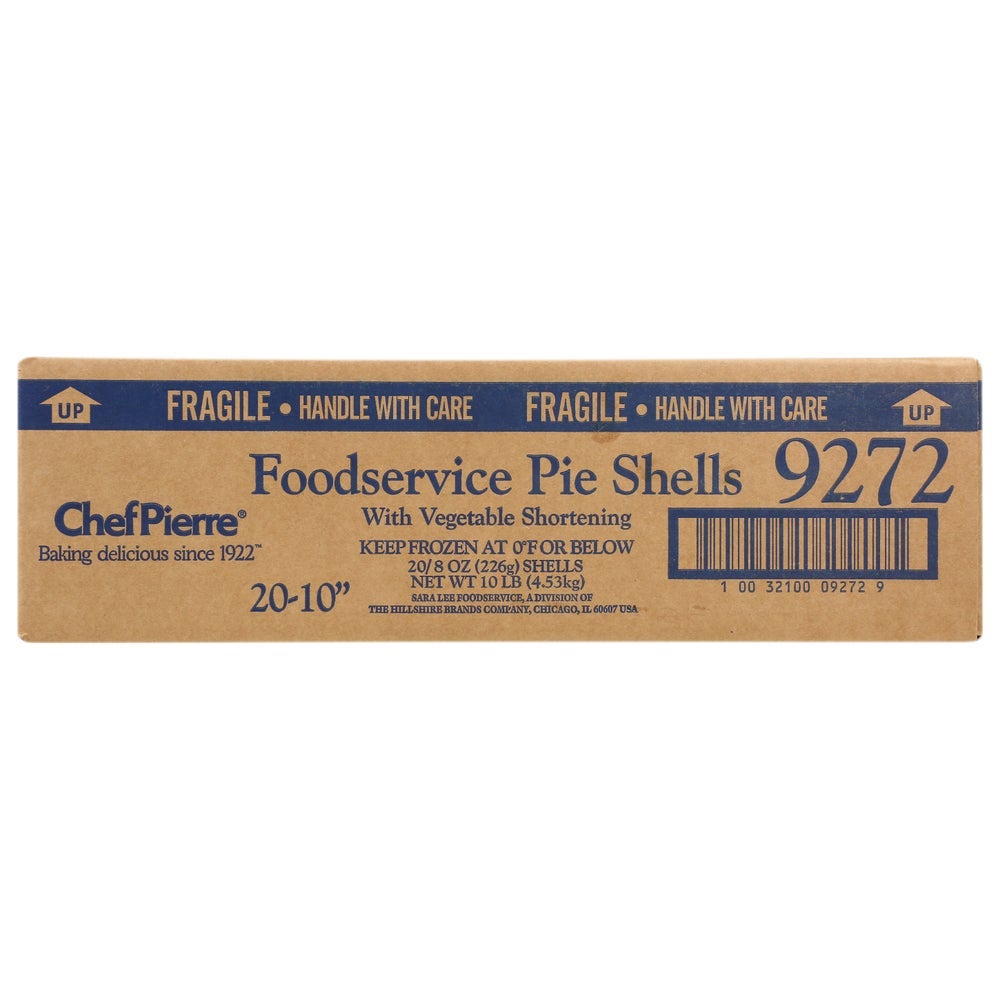 UP FRAGILE • HANDLE WITH CARE FRAGILE • HANDLE WITH CARE UP
Foodservice Pie Shells 9272
ChefPierre®
Baking delicious since 1922™
With Vegetable Shortening
KEEP FROZEN AT 0°F OR BELOW
20/8 OZ (226g) SHELLS
NET WT 10 LB (4.53kg)
20-10”
SARA LEE FOODSERVICE, A DIVISION OF
THE HILLSHIRE BRANDS COMPANY, CHICAGO, IL 60607 USA
1 00 32100 09272 9